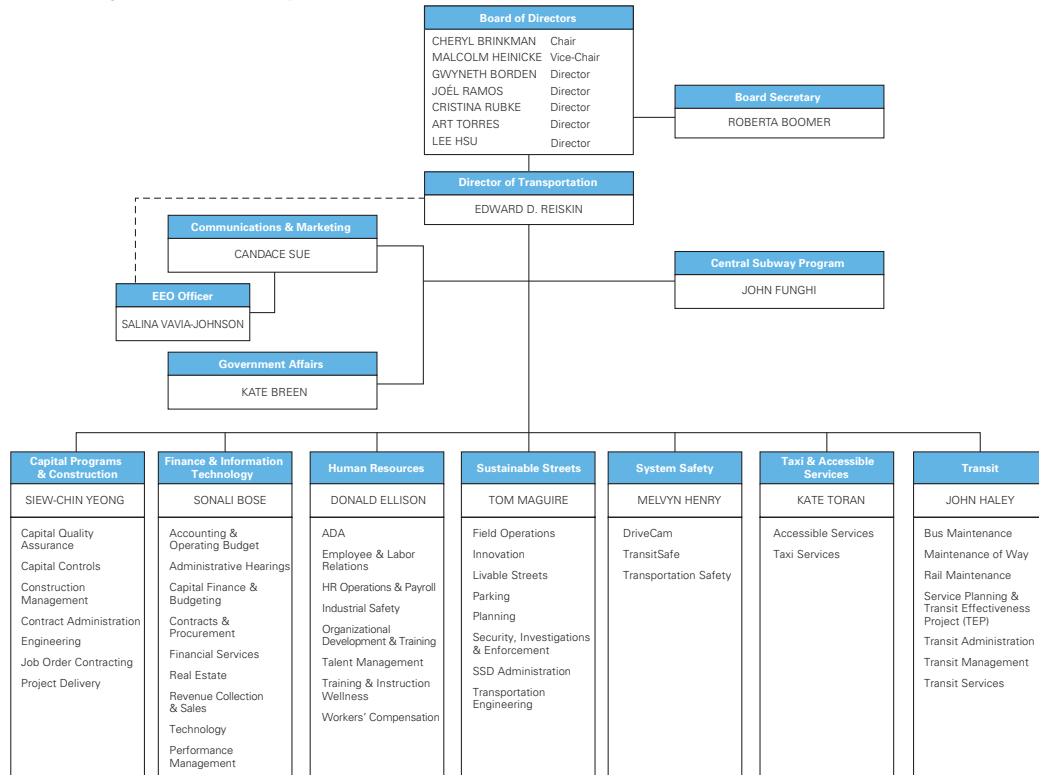 Board of Directors
CHERYL BRINKMAN Chair
MALCOLM HEINICKE Vice-Chair
GWYNETH BORDEN Director
JOÉL RAMOS Director
CRISTINA RUBKE Director
ART TORRES Director
LEE HSU Director
Board Secretary
ROBERTA BOOMER
Director of Transportation
EDWARD D. REISKIN
Communications & Marketing
CANDACE SUE
Central Subway Program
JOHN FUNGHI
EEO Officer
SALINA VAVIA-JOHNSON
Government Affairs
KATE BREEN
Capital Programs
& Construction
SIEW-CHIN YEONG
Capital Quality
Assurance
Capital Controls
Construction
Management
Contract Administration
Engineering
Job Order Contracting
Project Delivery
Finance & Information
Technology
SONALI BOSE
Accounting &
Operating Budget
Administrative Hearings
Capital Finance &
Budgeting
Contracts &
Procurement
Financial Services
Real Estate
Revenue Collection
& Sales
Technology
Performance
Management
Human Resources
DONALD ELLISON
ADA
Employee & Labor
Relations
HR Operations & Payroll
Industrial Safety
Organizational
Development & Training
Talent Management
Training & Instruction
Wellness
Workers' Compensation
Sustainable Streets
TOM MAGUIRE
Field Operations
Innovation
Livable Streets
Parking
Planning
Security, Investigations
& Enforcement
SSD Administration
Transportation
Engineering
System Safety
MELVYN HENRY
DriveCam
TransitSafe
Transportation Safety
Taxi & Accessible
Services
KATE TORAN
Accessible Services
Taxi Services
Transit
JOHN HALEY
Bus Maintenance
Maintenance of Way
Rail Maintenance
Service Planning &
Transit Effectiveness
Project (TEP)
Transit Administration
Transit Management
Transit Services